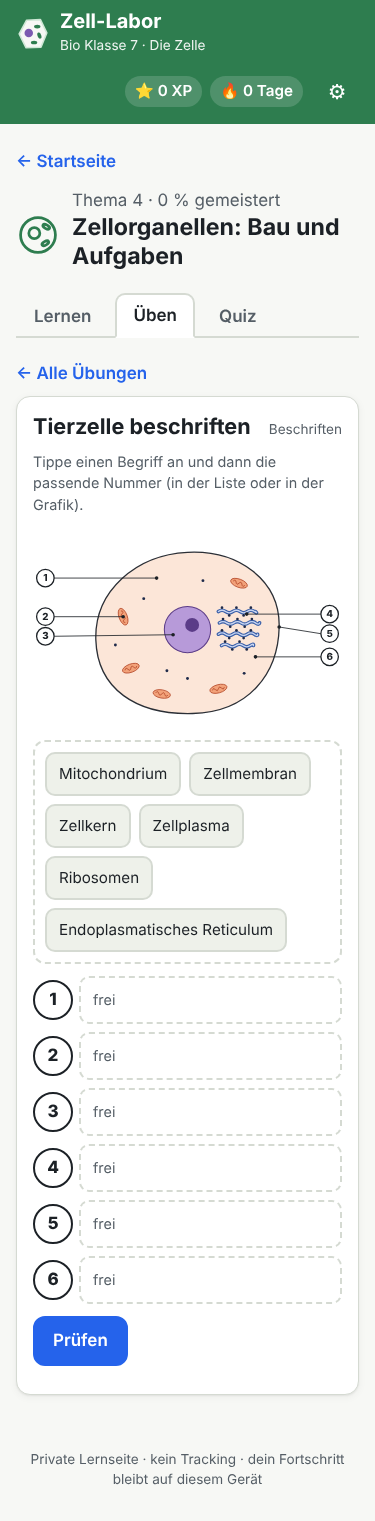 Zell-Labor
Bio Klasse 7 · Die Zelle
⭐ 0 XP
🔥 0 Tage
← Startseite
Thema 4 · 0 % gemeistert
Zellorganellen: Bau und
Aufgaben
Lernen
Üben
Quiz
← Alle Übungen
Tierzelle beschriften
Beschriften
Tippe einen Begriff an und dann die
passende Nummer (in der Liste oder in der
Grafik).
1
2
3
4
5
6
Mitochondrium
Zellmembran
Zellkern
Zellplasma
Ribosomen
Endoplasmatisches Reticulum
1 frei
2 frei
3 frei
4 frei
5 frei
6 frei
Prüfen
Private Lernseite · kein Tracking · dein Fortschritt
bleibt auf diesem Gerät